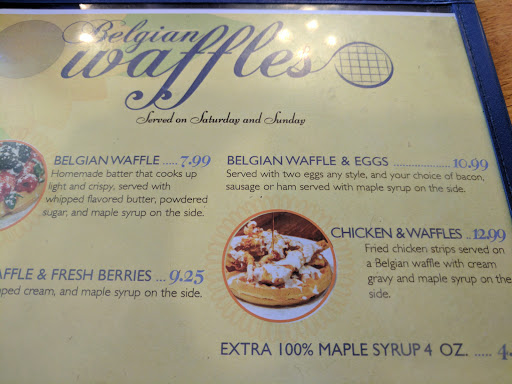 Belgian
waffles
Served on Saturday and Sunday
BELGIAN WAFFLE ..... 7.99
Homemade batter that cooks up
light and crispy, served with
whipped flavored butter, powdered
sugar, and maple syrup on the side.
AFFLE & FRESH BERRIES ... 9.25
pped cream, and maple syrup on the side.
BELGIAN WAFFLE & EGGS .................... 10.99
Served with two eggs any style, and your choice of bacon,
sausage or ham served with maple syrup on the side.
CHICKEN & WAFFLES .. 12.99
Fried chicken strips served on
a Belgian waffle with cream
gravy and maple syrup on the
side.
EXTRA 100% MAPLE SYRUP 4 OZ. ..... 4.